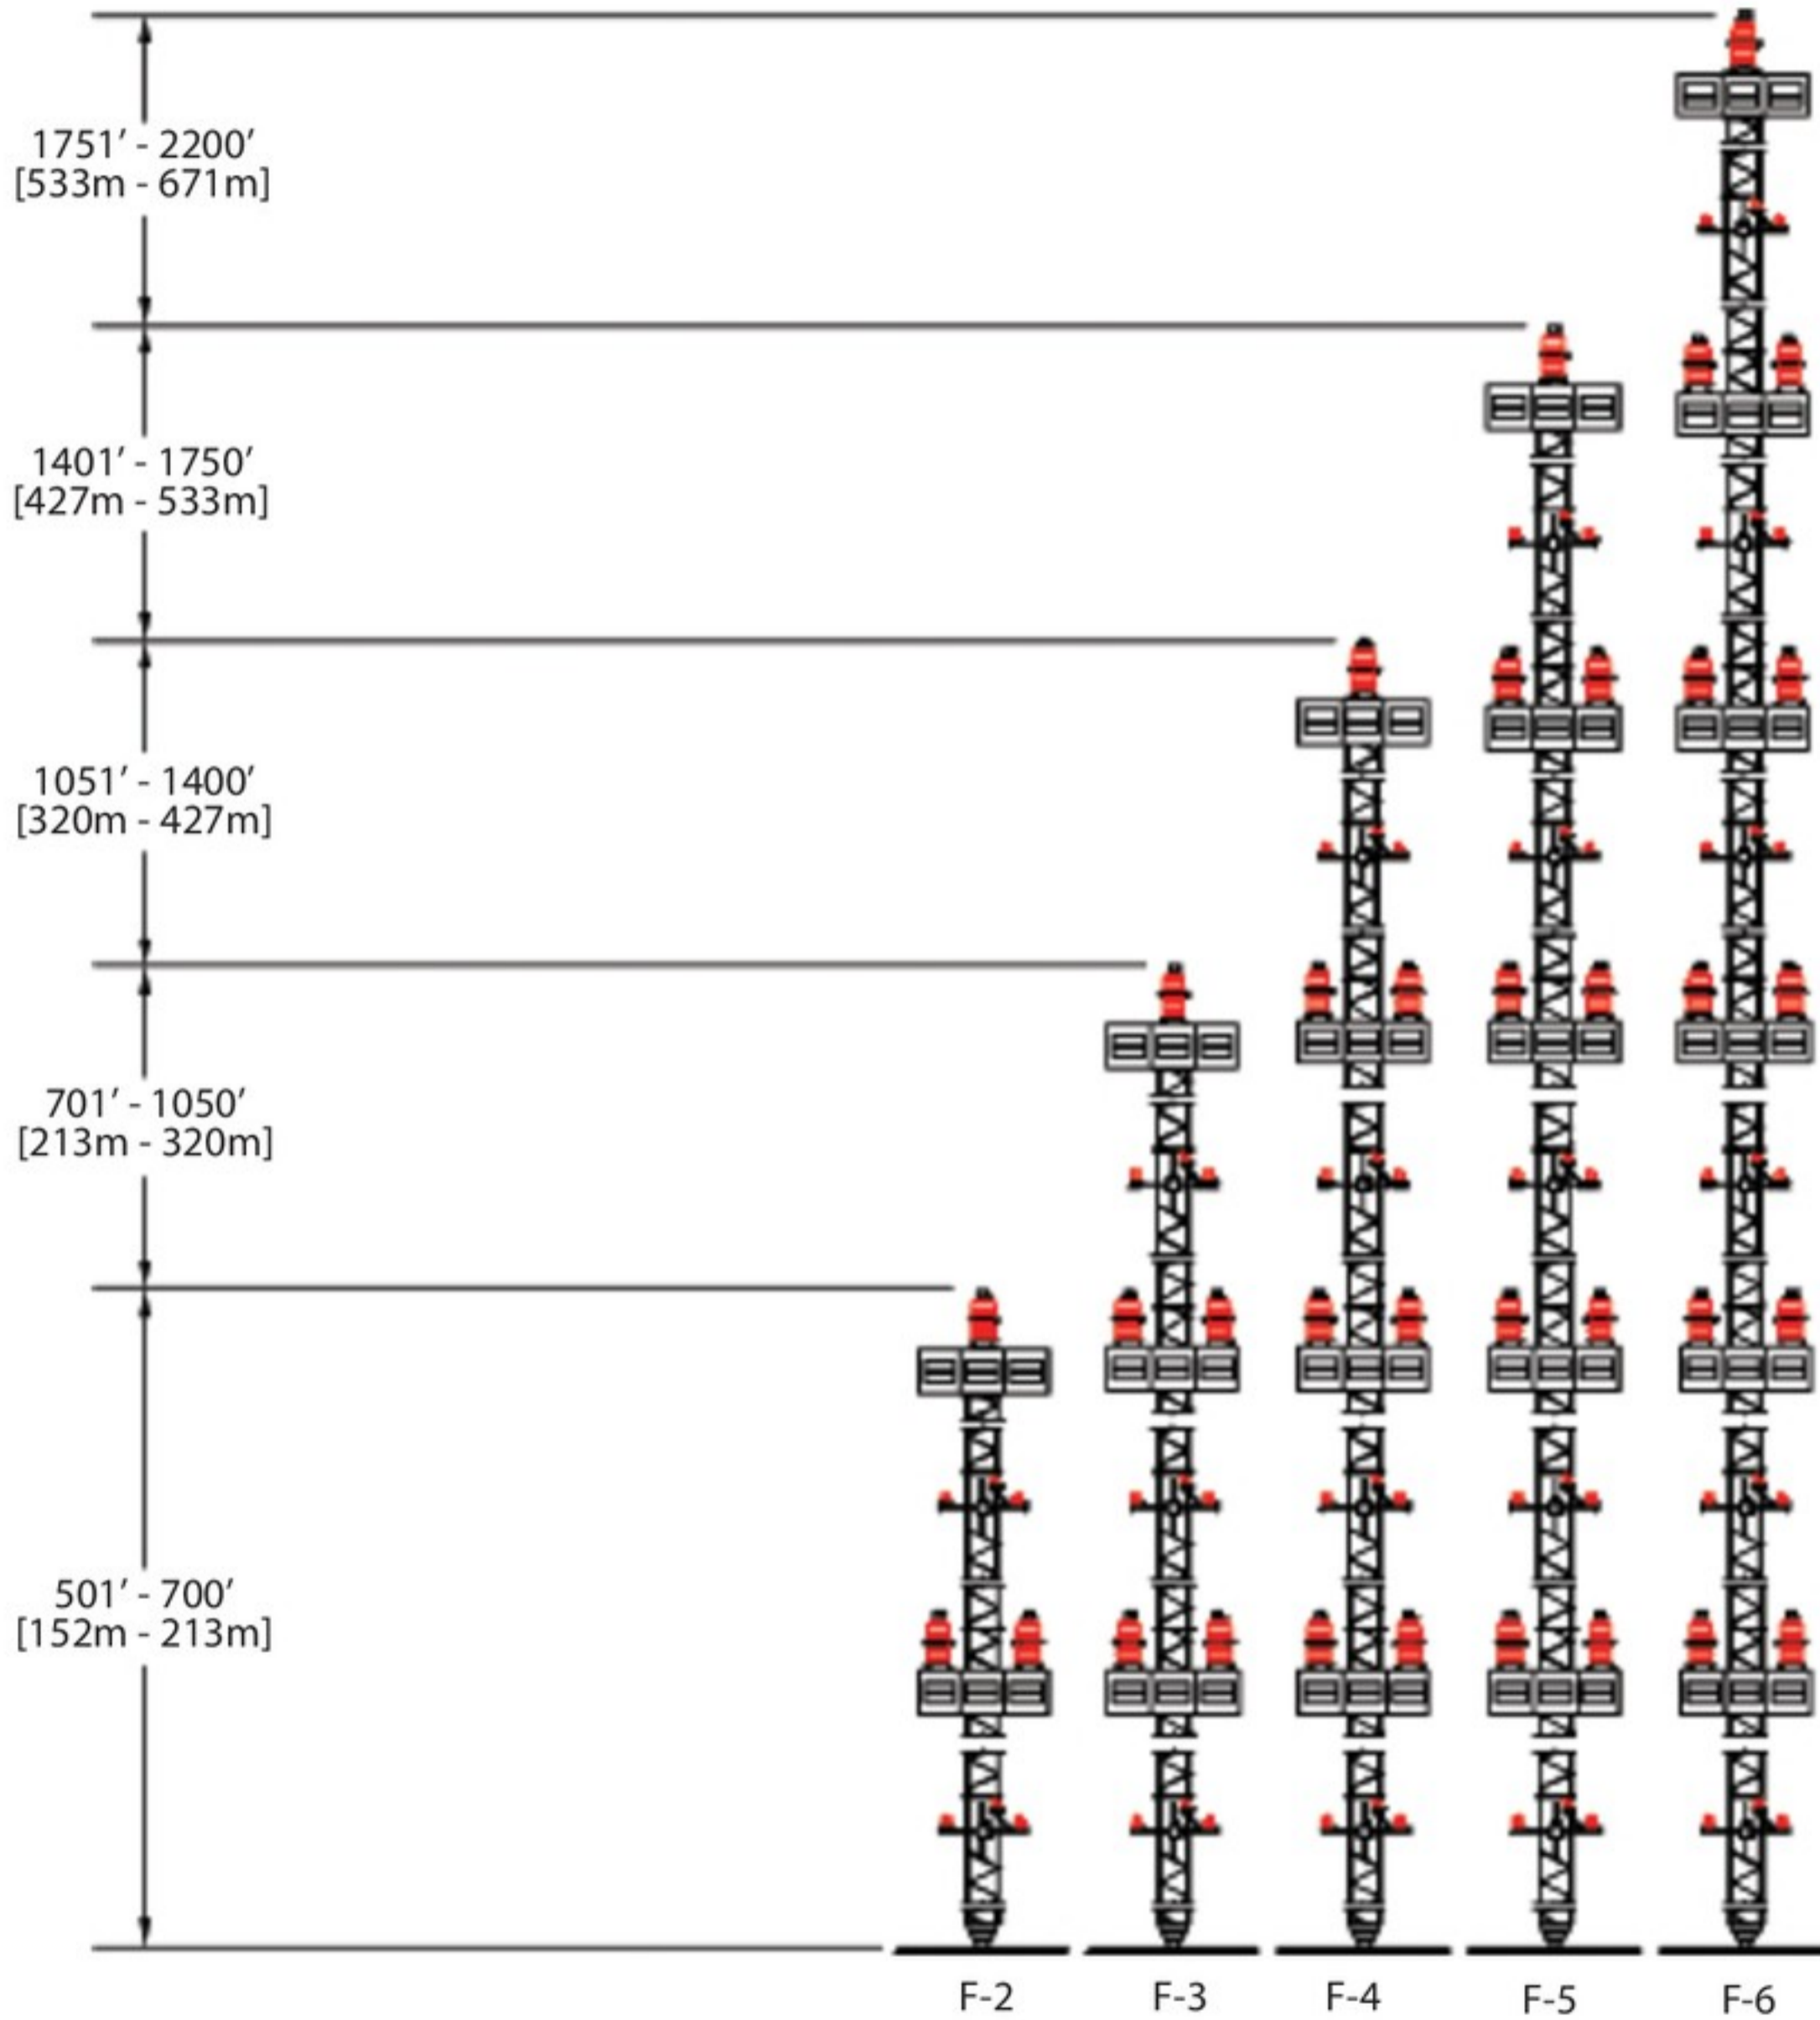 1751′ - 2200′
[533m - 671m]
1401′ - 1750′
[427m - 533m]
1051′ - 1400′
[320m - 427m]
701′ - 1050′
[213m - 320m]
501′ - 700′
[152m - 213m]
F-2 F-3 F-4 F-5 F-6